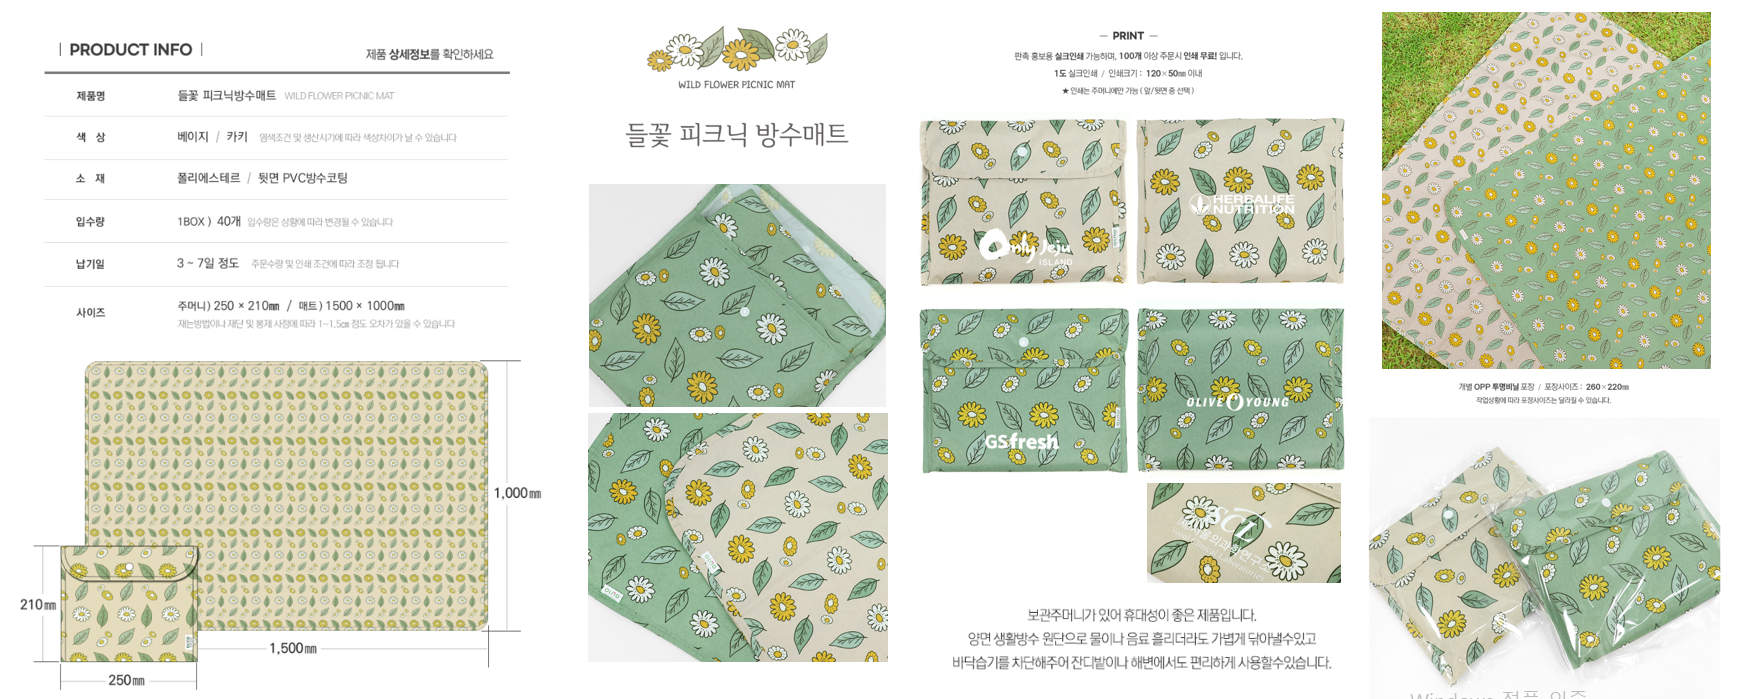 PRODUCT INFO
제품 상세정보를 확인하세요
제품명 들꽃 피크닉방수매트 WILD FLOWER PICNIC MAT
색 상 베이지 / 카키 염색조건 및 생산시기에 따라 색상차이가 날 수 있습니다
소 재 폴리에스테르 / 뒷면 PVC방수코팅
입수량 1BOX ) 40개 입수량은 상황에 따라 변경될 수 있습니다
납기일 3 ~ 7일 정도 주문수량 및 인쇄 조건에 따라 조정 됩니다
사이즈 주머니) 250 × 210㎜ / 매트) 1500 × 1000㎜
재는방법이나 재단 및 봉제 사정에 따라 1~1.5㎝ 정도 오차가 있을 수 있습니다
1,000㎜
210㎜
1,500㎜
250㎜
WILD FLOWER PICNIC MAT
들꽃 피크닉 방수매트
— PRINT —
판촉 홍보용 실크인쇄 가능하며, 100개 이상 주문시 인쇄 무료! 입니다.
1도 실크인쇄 / 인쇄크기 : 120×50㎜ 이내
★ 인쇄는 주머니에만 가능 ( 앞/뒷면 중 선택 )
Only Jeju
ISLAND
HERBALIFE
NUTRITION
GSfresh
OLIVE YOUNG
SCL
서울의과학연구소
보관주머니가 있어 휴대성이 좋은 제품입니다.
양면 생활방수 원단으로 물이나 음료 흘리더라도 가볍게 닦아낼수있고
바닥습기를 차단해주어 잔디밭이나 해변에서도 편리하게 사용할수있습니다.
개별 OPP 투명비닐 포장 / 포장사이즈 : 260×220㎜
작업상황에 따라 포장사이즈는 달라질 수 있습니다.
Windows 정품 인증